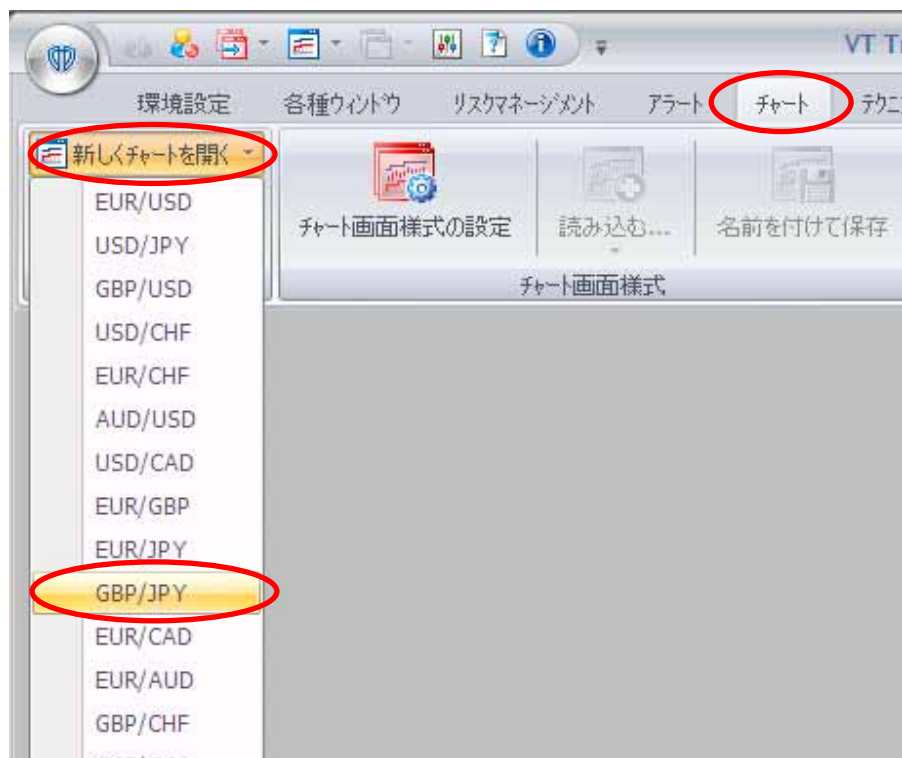 VT T
環境設定 各種ウィンドウ リスクマネージメント アラート チャート テクニ
新しくチャートを開く
チャート画面様式の設定 読み込む... 名前を付けて保存
チャート画面様式
EUR/USD
USD/JPY
GBP/USD
USD/CHF
EUR/CHF
AUD/USD
USD/CAD
EUR/GBP
EUR/JPY
GBP/JPY
EUR/CAD
EUR/AUD
GBP/CHF